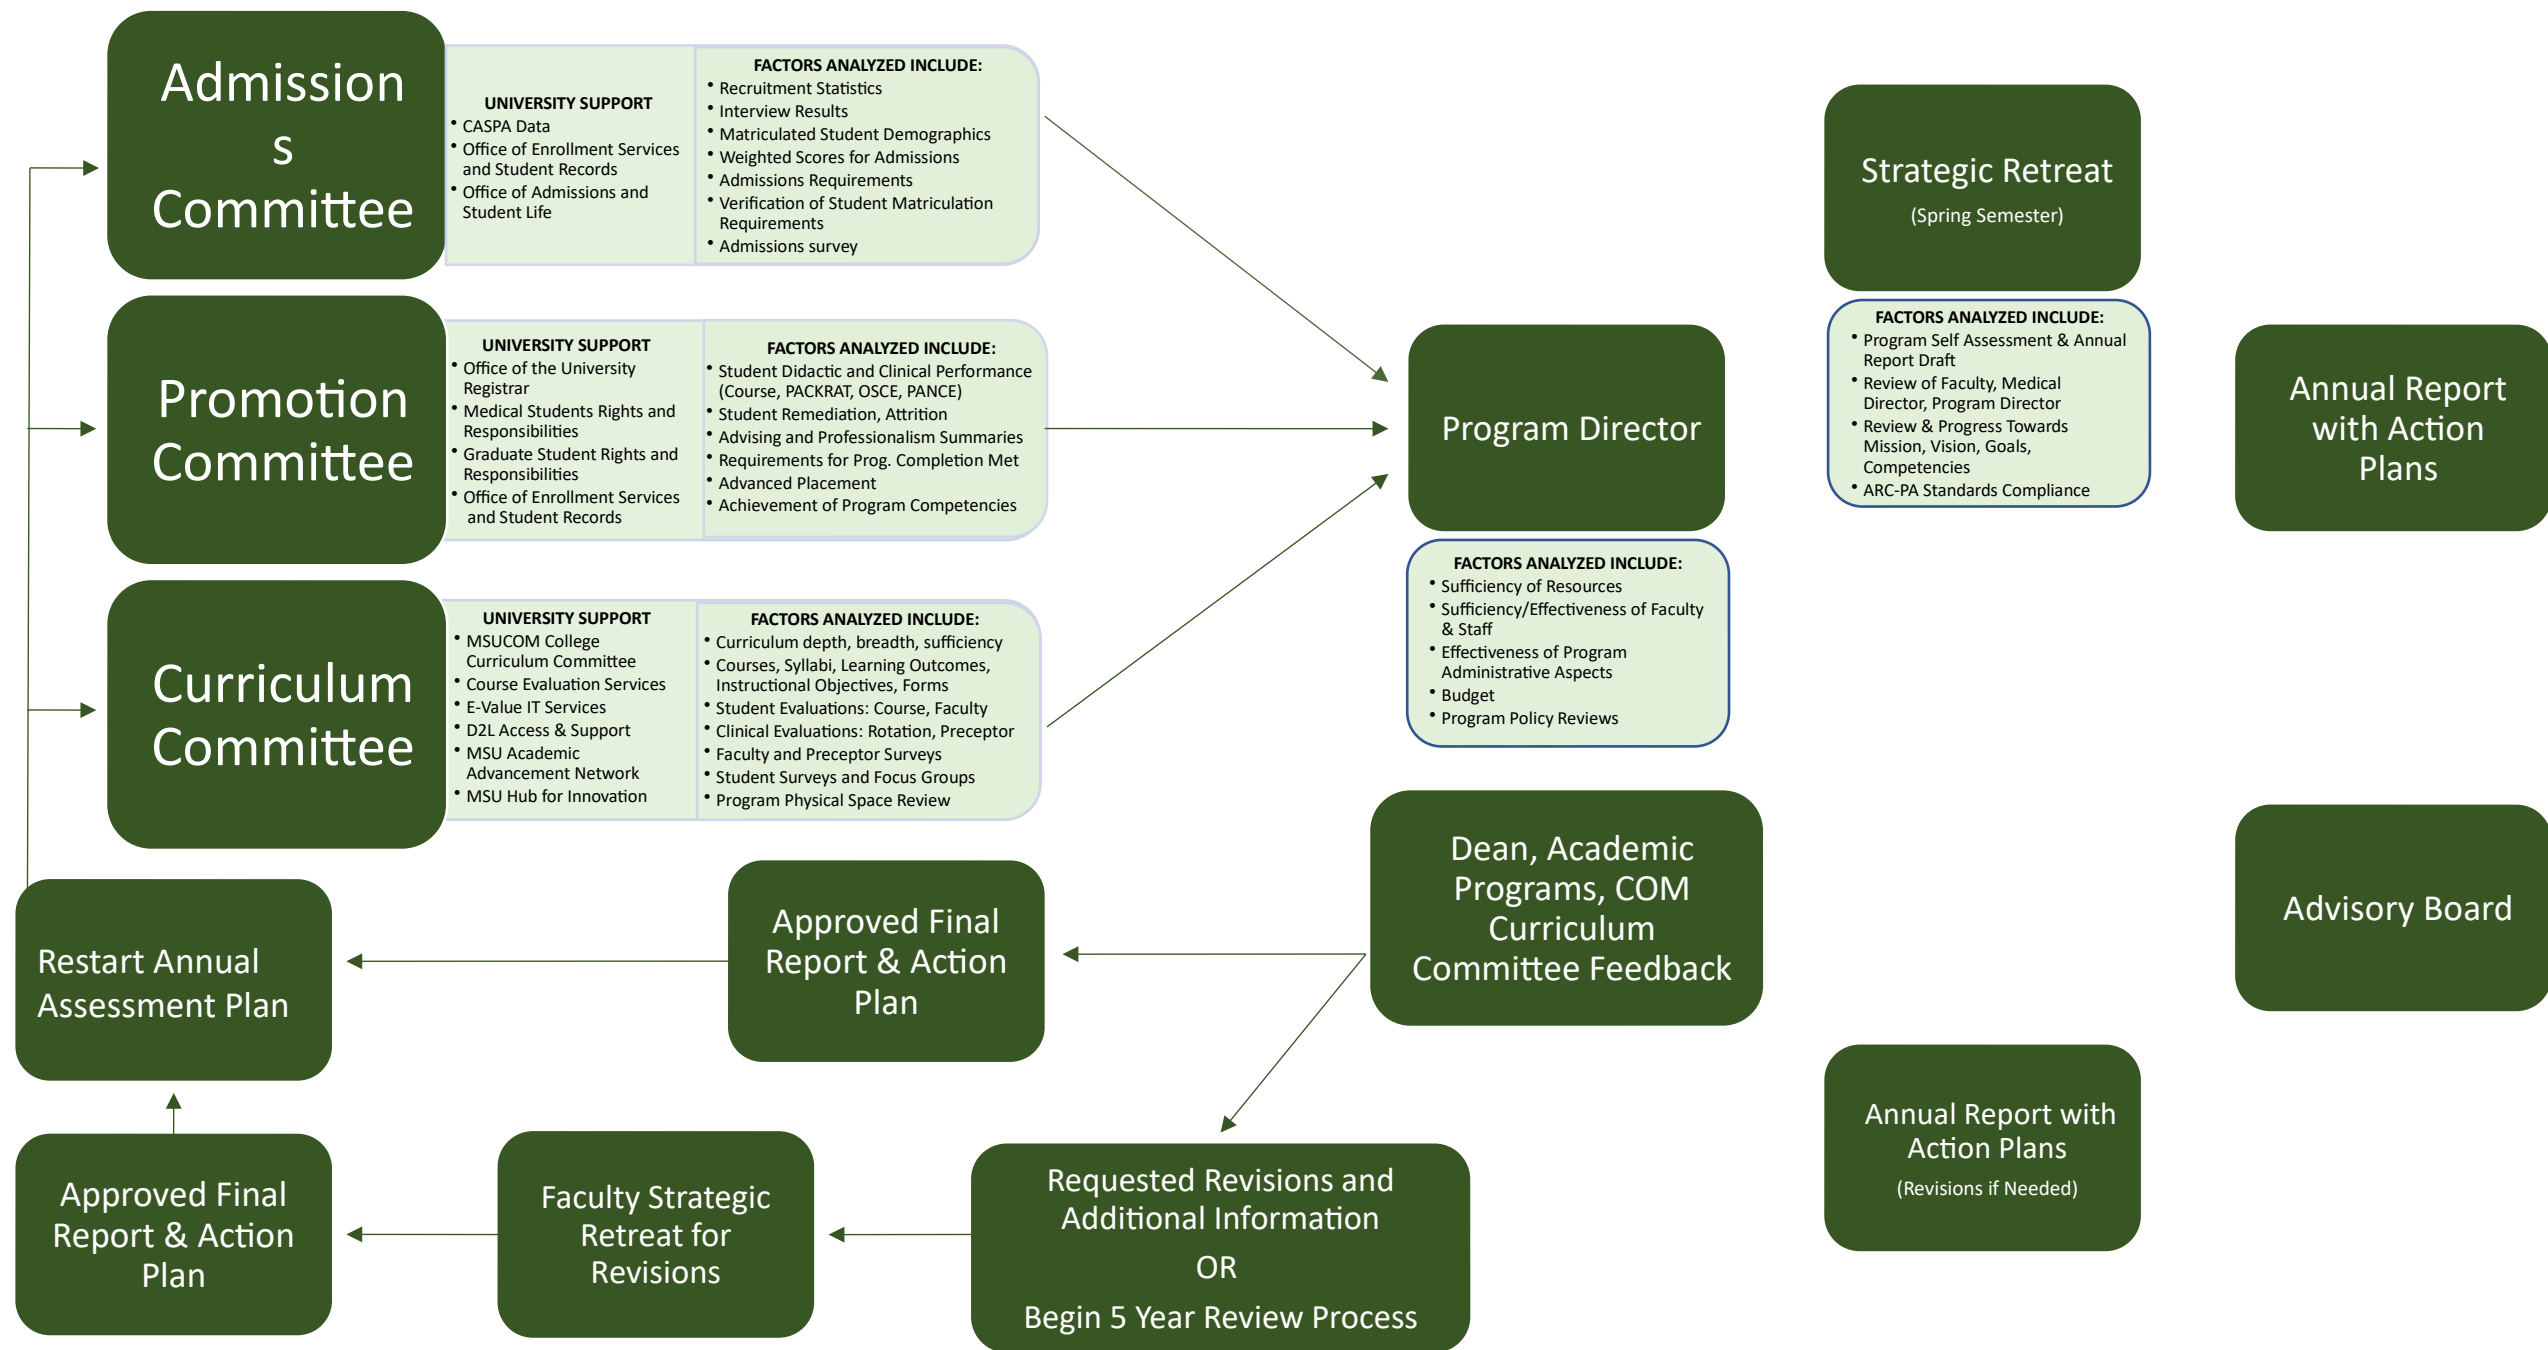 Admission
s
Committee
UNIVERSITY SUPPORT
• CASPA Data
• Office of Enrollment Services
and Student Records
• Office of Admissions and
Student Life
FACTORS ANALYZED INCLUDE:
• Recruitment Statistics
• Interview Results
• Matriculated Student Demographics
• Weighted Scores for Admissions
• Admissions Requirements
• Verification of Student Matriculation
Requirements
• Admissions survey
Promotion
Committee
UNIVERSITY SUPPORT
• Office of the University
Registrar
• Medical Students Rights and
Responsibilities
• Graduate Student Rights and
Responsibilities
• Office of Enrollment Services
and Student Records
FACTORS ANALYZED INCLUDE:
• Student Didactic and Clinical Performance
(Course, PACKRAT, OSCE, PANCE)
• Student Remediation, Attrition
• Advising and Professionalism Summaries
• Requirements for Prog. Completion Met
• Advanced Placement
• Achievement of Program Competencies
Curriculum
Committee
UNIVERSITY SUPPORT
• MSUCOM College
Curriculum Committee
• Course Evaluation Services
• E-Value IT Services
• D2L Access & Support
• MSU Academic
Advancement Network
• MSU Hub for Innovation
FACTORS ANALYZED INCLUDE:
• Curriculum depth, breadth, sufficiency
• Courses, Syllabi, Learning Outcomes,
Instructional Objectives, Forms
• Student Evaluations: Course, Faculty
• Clinical Evaluations: Rotation, Preceptor
• Faculty and Preceptor Surveys
• Student Surveys and Focus Groups
• Program Physical Space Review
Program Director
FACTORS ANALYZED INCLUDE:
• Sufficiency of Resources
• Sufficiency/Effectiveness of Faculty
& Staff
• Effectiveness of Program
Administrative Aspects
• Budget
• Program Policy Reviews
Strategic Retreat
(Spring Semester)
FACTORS ANALYZED INCLUDE:
• Program Self Assessment & Annual
Report Draft
• Review of Faculty, Medical
Director, Program Director
• Review & Progress Towards
Mission, Vision, Goals,
Competencies
• ARC-PA Standards Compliance
Annual Report
with Action
Plans
Advisory Board
Annual Report with
Action Plans
(Revisions if Needed)
Dean, Academic
Programs, COM
Curriculum
Committee Feedback
Approved Final
Report & Action
Plan
Restart Annual
Assessment Plan
Requested Revisions and
Additional Information
OR
Begin 5 Year Review Process
Faculty Strategic
Retreat for
Revisions
Approved Final
Report & Action
Plan